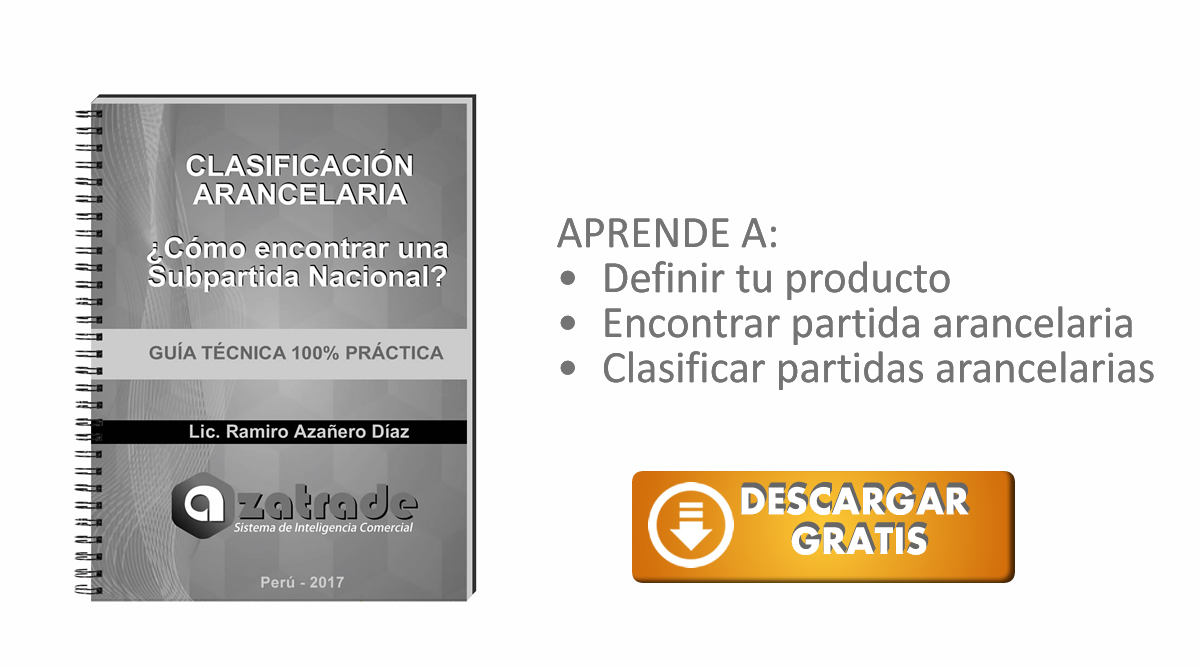 CLASIFICACIÓN
ARANCELARIA
¿Cómo encontrar una
Subpartida Nacional?
GUÍA TÉCNICA 100% PRÁCTICA
Lic. Ramiro Azañero Díaz
azatrade
Sistema de Inteligencia Comercial
Perú - 2017
APRENDE A:
• Definir tu producto
• Encontrar partida arancelaria
• Clasificar partidas arancelarias
DESCARGAR
GRATIS